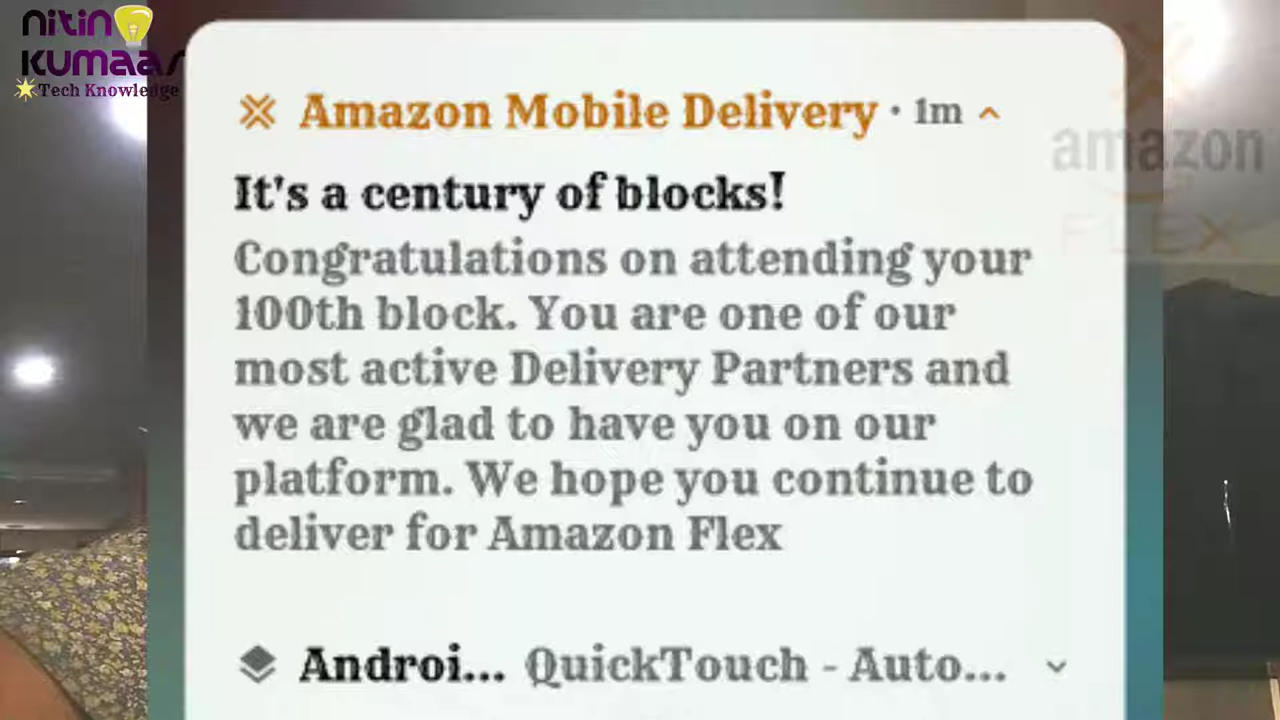 nitin
kumaar
Tech Knowledge
Amazon Mobile Delivery • 1m
It's a century of blocks!
Congratulations on attending your
100th block. You are one of our
most active Delivery Partners and
we are glad to have you on our
platform. We hope you continue to
deliver for Amazon Flex
Androi... QuickTouch - Auto...
amazon
FLEX